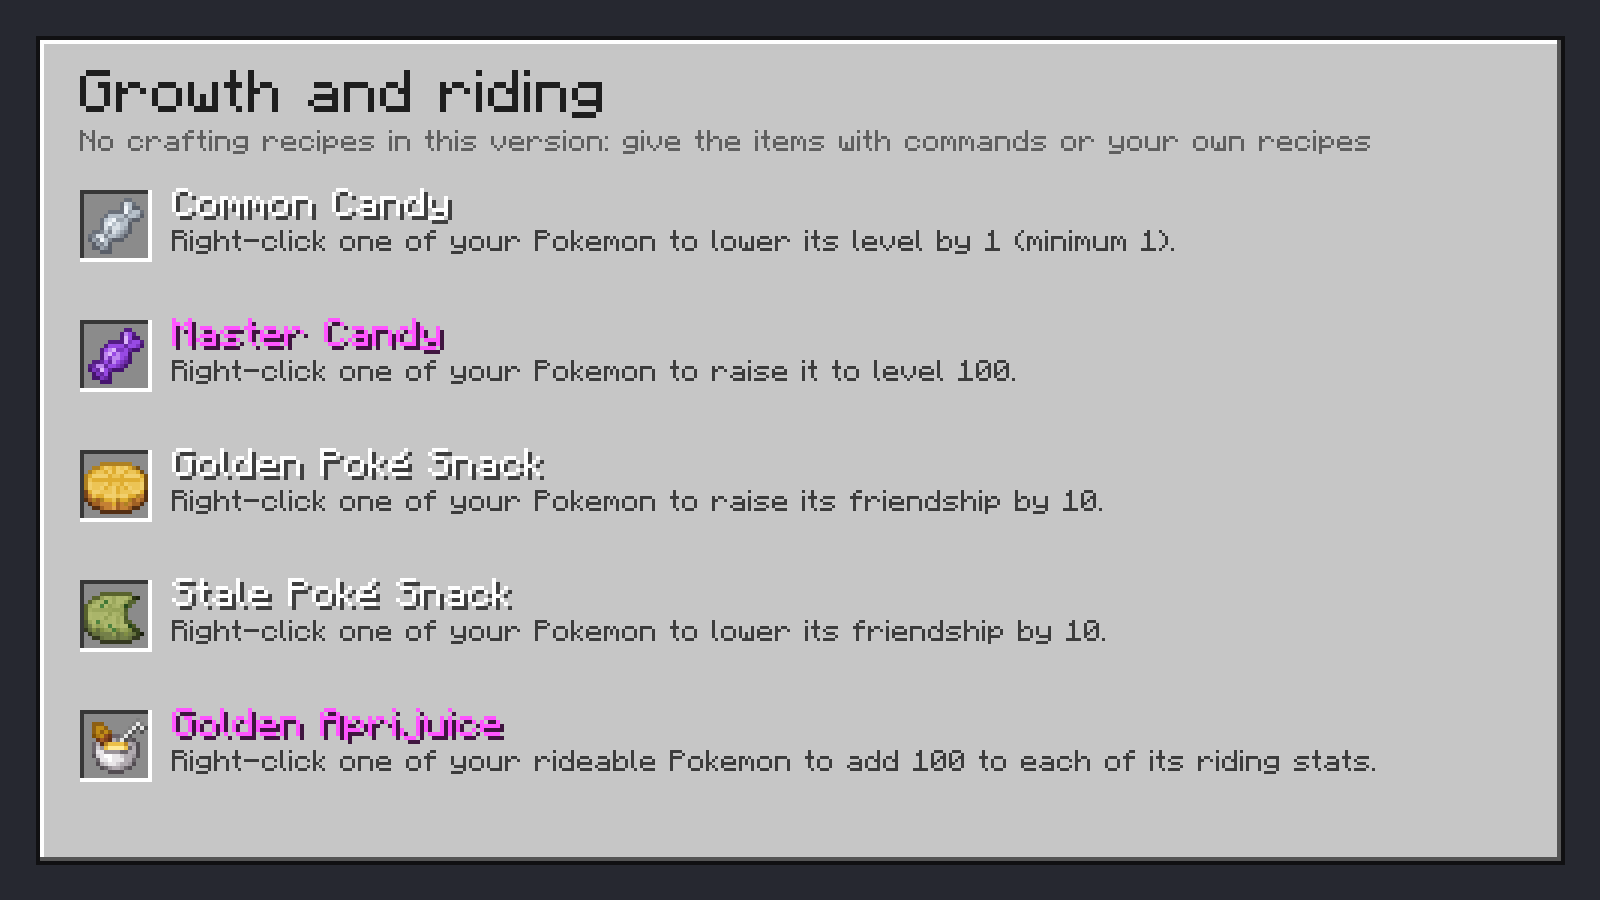 Growth and riding
No crafting recipes in this version: give the items with commands or your own recipes
Common Candy
Right-click one of your Pokemon to lower its level by 1 (minimum 1).
Master Candy
Right-click one of your Pokemon to raise it to level 100.
Golden Poké Snack
Right-click one of your Pokemon to raise its friendship by 10.
Stale Poké Snack
Right-click one of your Pokemon to lower its friendship by 10.
Golden Aprijuice
Right-click one of your rideable Pokemon to add 100 to each of its riding stats.